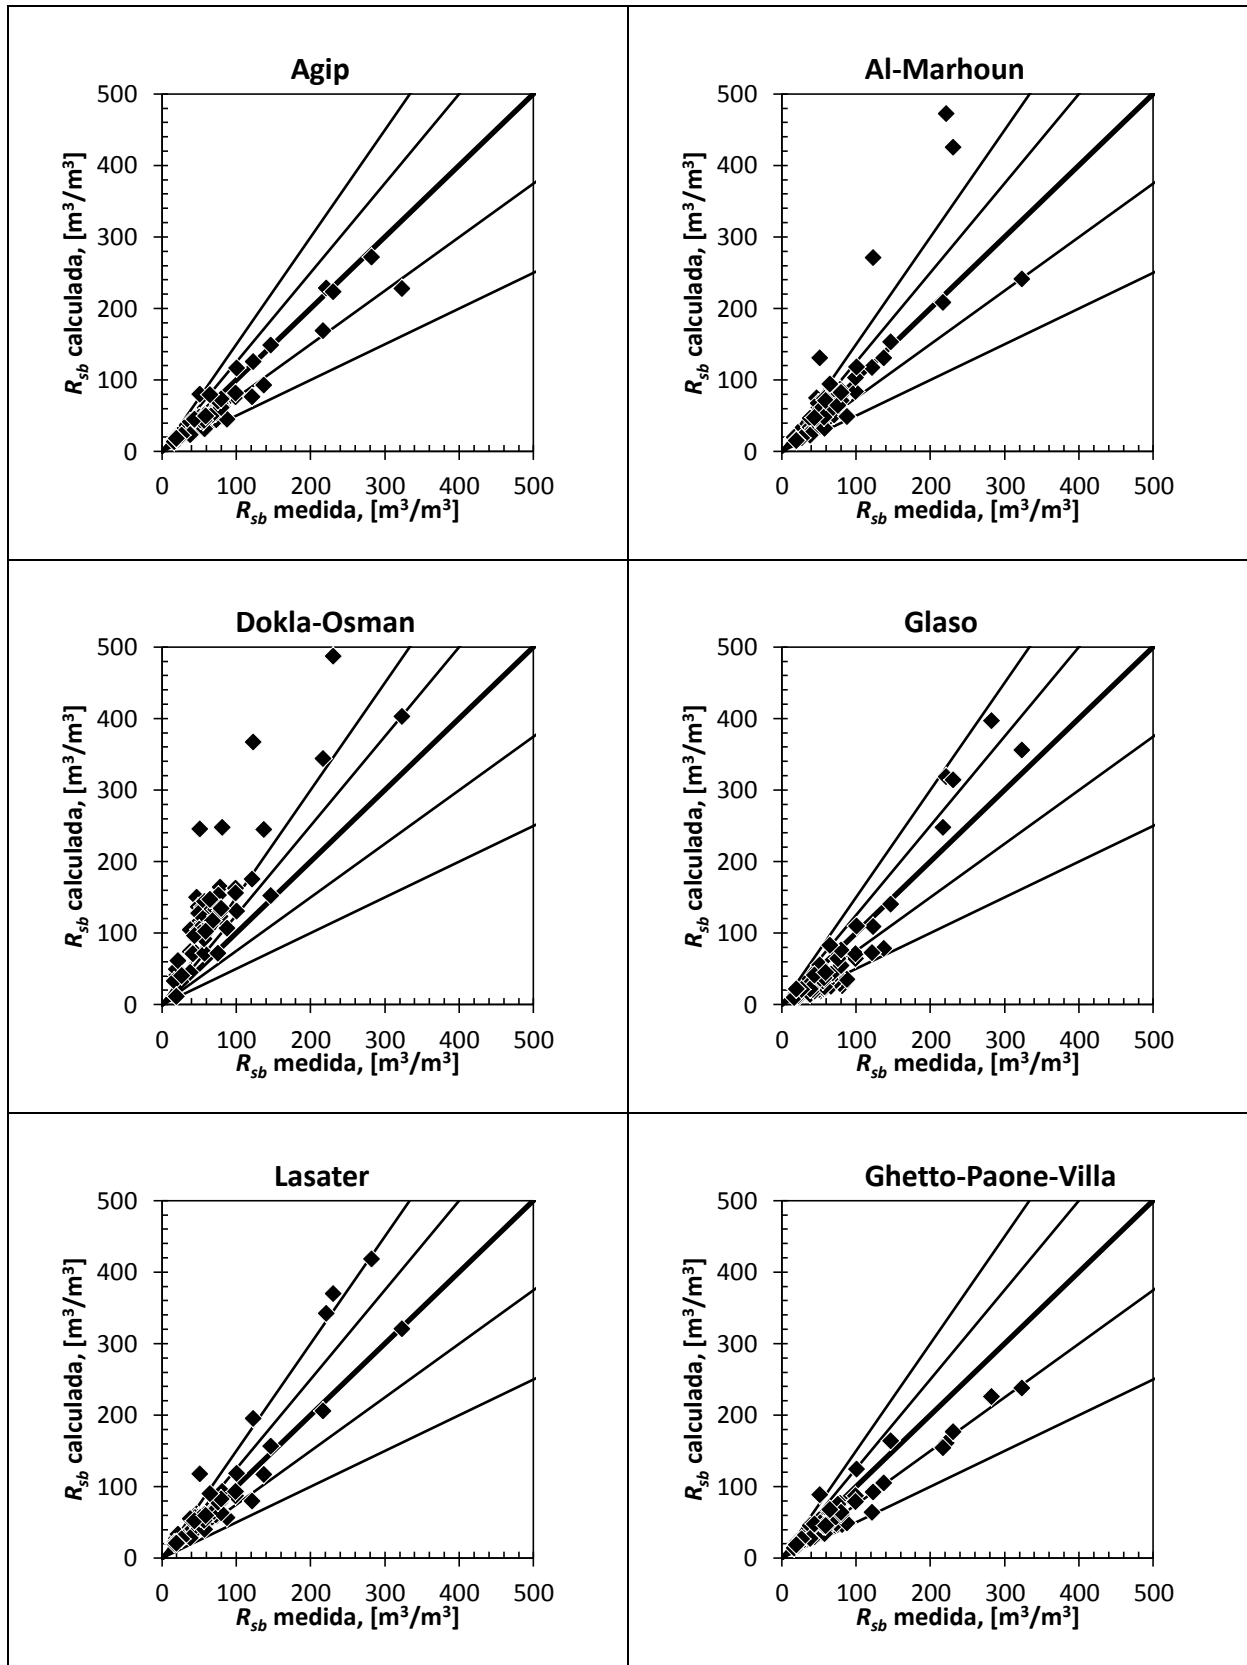 Agip
500
400
300
200
100
0
R_sb calculada, [m³/m³]
0 100 200 300 400 500
R_sb medida, [m³/m³]
Al-Marhoun
500
400
300
200
100
0
R_sb calculada, [m³/m³]
0 100 200 300 400 500
R_sb medida, [m³/m³]
Dokla-Osman
500
400
300
200
100
0
R_sb calculada, [m³/m³]
0 100 200 300 400 500
R_sb medida, [m³/m³]
Glaso
500
400
300
200
100
0
R_sb calculada, [m³/m³]
0 100 200 300 400 500
R_sb medida, [m³/m³]
Lasater
500
400
300
200
100
0
R_sb calculada, [m³/m³]
0 100 200 300 400 500
R_sb medida, [m³/m³]
Ghetto-Paone-Villa
500
400
300
200
100
0
R_sb calculada, [m³/m³]
0 100 200 300 400 500
R_sb medida, [m³/m³]